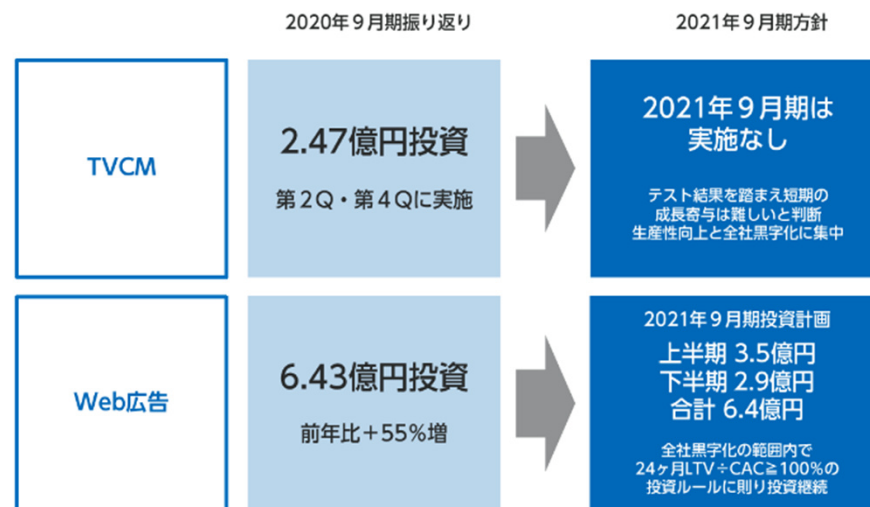 2020年9月期振り返り
2021年9月期方針
TVCM
2.47億円投資
第2Q・第4Qに実施
2021年9月期は
実施なし
テスト結果を踏まえ短期の
成長寄与は難しいと判断
生産性向上と全社黒字化に集中
Web広告
6.43億円投資
前年比＋55%増
2021年9月期投資計画
上半期 3.5億円
下半期 2.9億円
合計 6.4億円
全社黒字化の範囲内で
24ヶ月LTV÷CAC≧100%の
投資ルールに則り投資継続